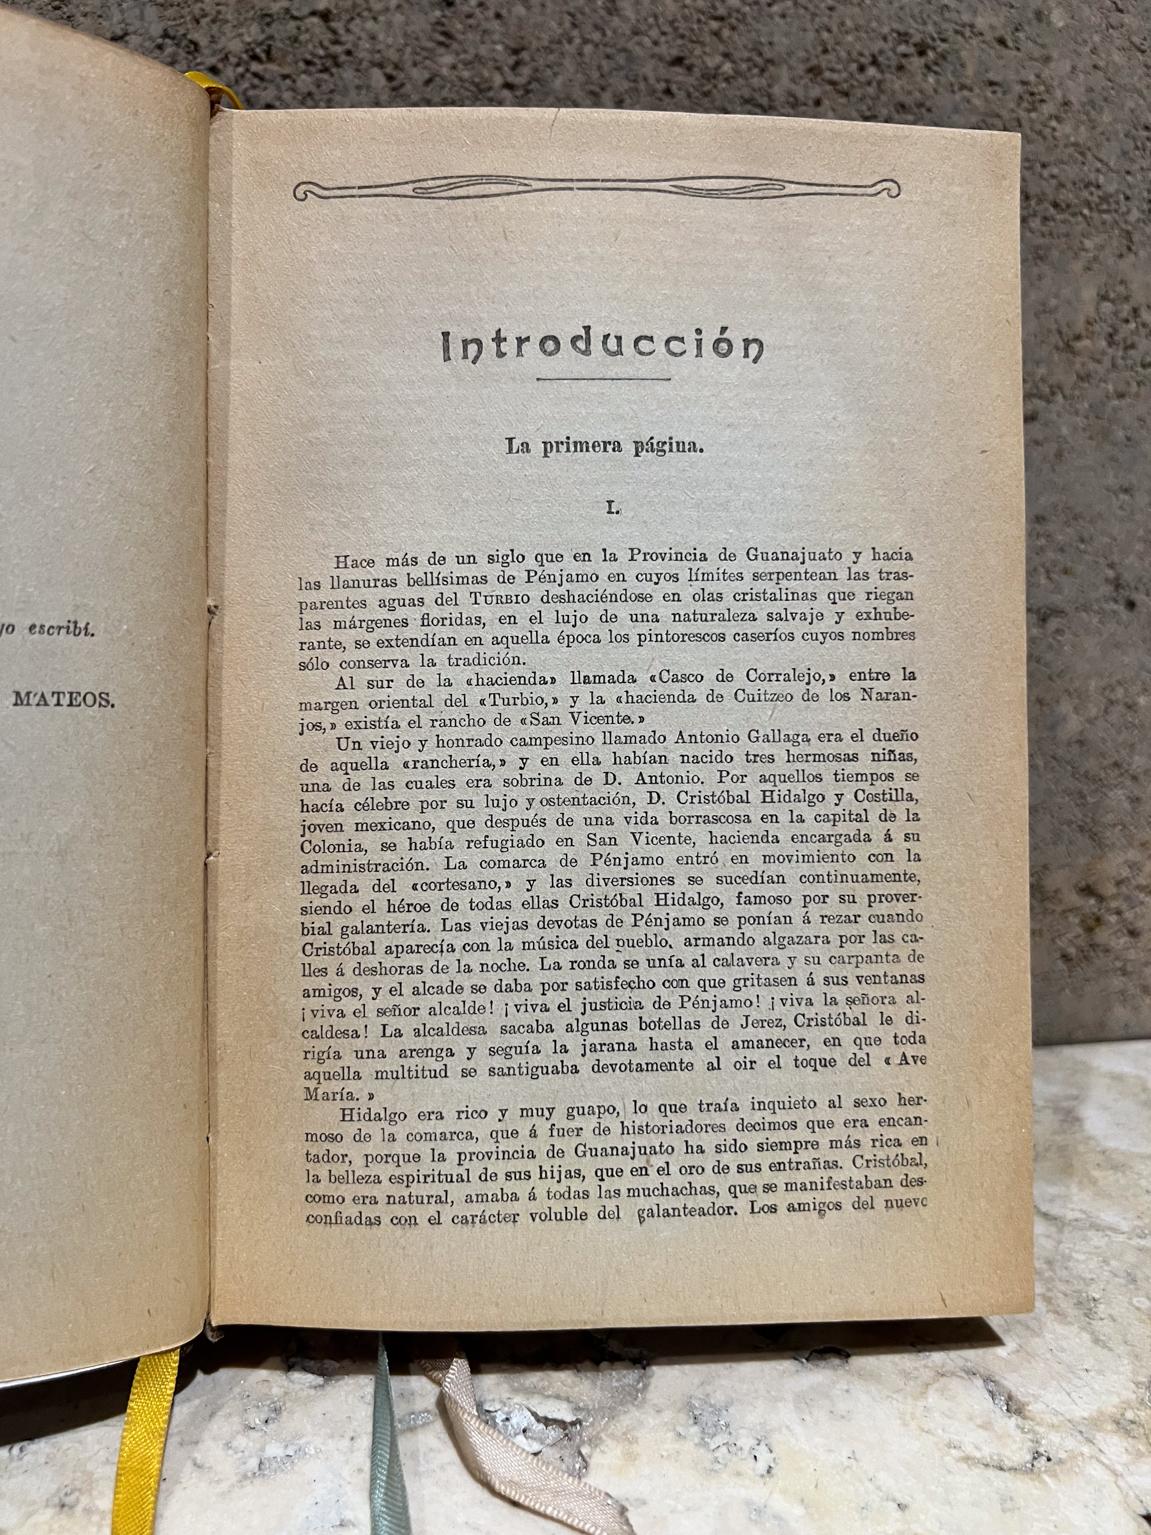 yo escribí.
MATEOS.
Introducción
La primera página.
I.
Hace más de un siglo que en la Provincia de Guanajuato y hacia
las llanuras bellísimas de Pénjamo en cuyos límites serpentean las tras-
parentes aguas del TURBIO deshaciéndose en olas cristalinas que riegan
las márgenes floridas, en el lujo de una naturaleza salvaje y exhube-
rante, se extendían en aquella época los pintorescos caseríos cuyos nombres
sólo conserva la tradición.
Al sur de la «hacienda» llamada «Casco de Corralejo,» entre la
margen oriental del «Turbio,» y la «hacienda de Cuitzeo de los Naran-
jos,» existía el rancho de «San Vicente.»
Un viejo y honrado campesino llamado Antonio Gallaga era el dueño
de aquella «ranchería,» y en ella habían nacido tres hermosas niñas,
una de las cuales era sobrina de D. Antonio. Por aquellos tiempos se
hacía célebre por su lujo y ostentación, D. Cristóbal Hidalgo y Costilla,
joven mexicano, que después de una vida borrascosa en la capital de la
Colonia, se había refugiado en San Vicente, hacienda encargada á su
administración. La comarca de Pénjamo entró en movimiento con la
llegada del «cortesano,» y las diversiones se sucedían continuamente,
siendo el héroe de todas ellas Cristóbal Hidalgo, famoso por su prover-
bial galantería. Las viejas devotas de Pénjamo se ponían á rezar cuando
Cristóbal aparecía con la música del pueblo, armando algazara por las ca-
lles á deshoras de la noche. La ronda se unía al calavera y su carpanta de
amigos, y el alcade se daba por satisfecho con que gritasen á sus ventanas
¡viva el señor alcalde! ¡viva el justicia de Pénjamo! ¡viva la señora al-
caldesa! La alcaldesa sacaba algunas botellas de Jerez, Cristóbal le di-
rigía una arenga y seguía la jarana hasta el amanecer, en que toda
aquella multitud se santiguaba devotamente al oir el toque del «Ave
María.»
Hidalgo era rico y muy guapo, lo que traía inquieto al sexo her-
moso de la comarca, que á fuer de historiadores decimos que era encan-
tador, porque la provincia de Guanajuato ha sido siempre más rica en
la belleza espiritual de sus hijas, que en el oro de sus entrañas. Cristóbal,
como era natural, amaba á todas las muchachas, que se manifestaban des-
confiadas con el carácter voluble del galanteador. Los amigos del nuevo